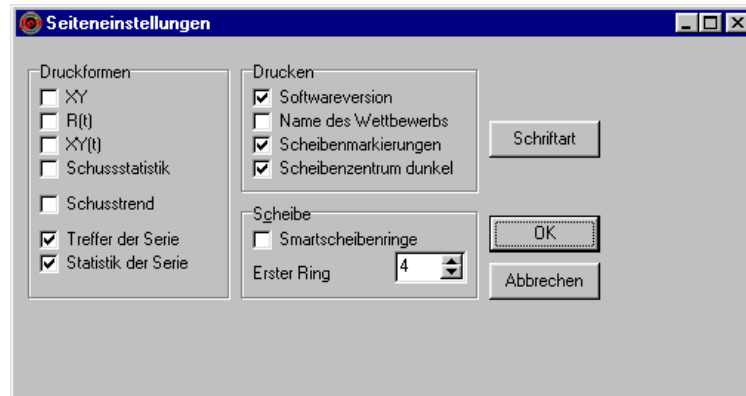 Seiteneinstellungen
Druckformen
XY
R(t)
XY(t)
Schussstatistik
Schusstrend
Treffer der Serie
Statistik der Serie
Drucken
Softwareversion
Name des Wettbewerbs
Scheibenmarkierungen
Scheibenzentrum dunkel
Scheibe
Smartscheibenringe
Erster Ring 4
Schriftart
OK
Abbrechen